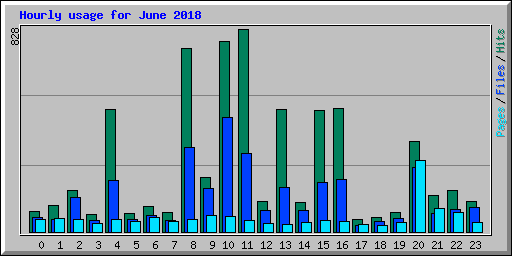 Hourly usage for June 2018
828
Pages/Files/Hits
0 1 2 3 4 5 6 7 8 9 10 11 12 13 14 15 16 17 18 19 20 21 22 23